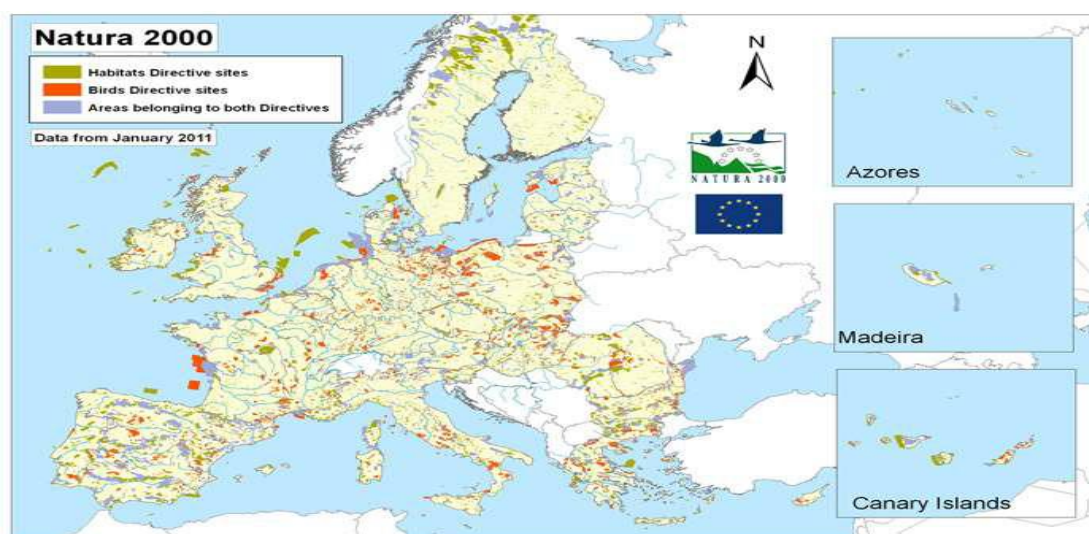 Natura 2000
Habitats Directive sites
Birds Directive sites
Areas belonging to both Directives
Data from January 2011
N
NATURA 2000
Azores
Madeira
Canary Islands